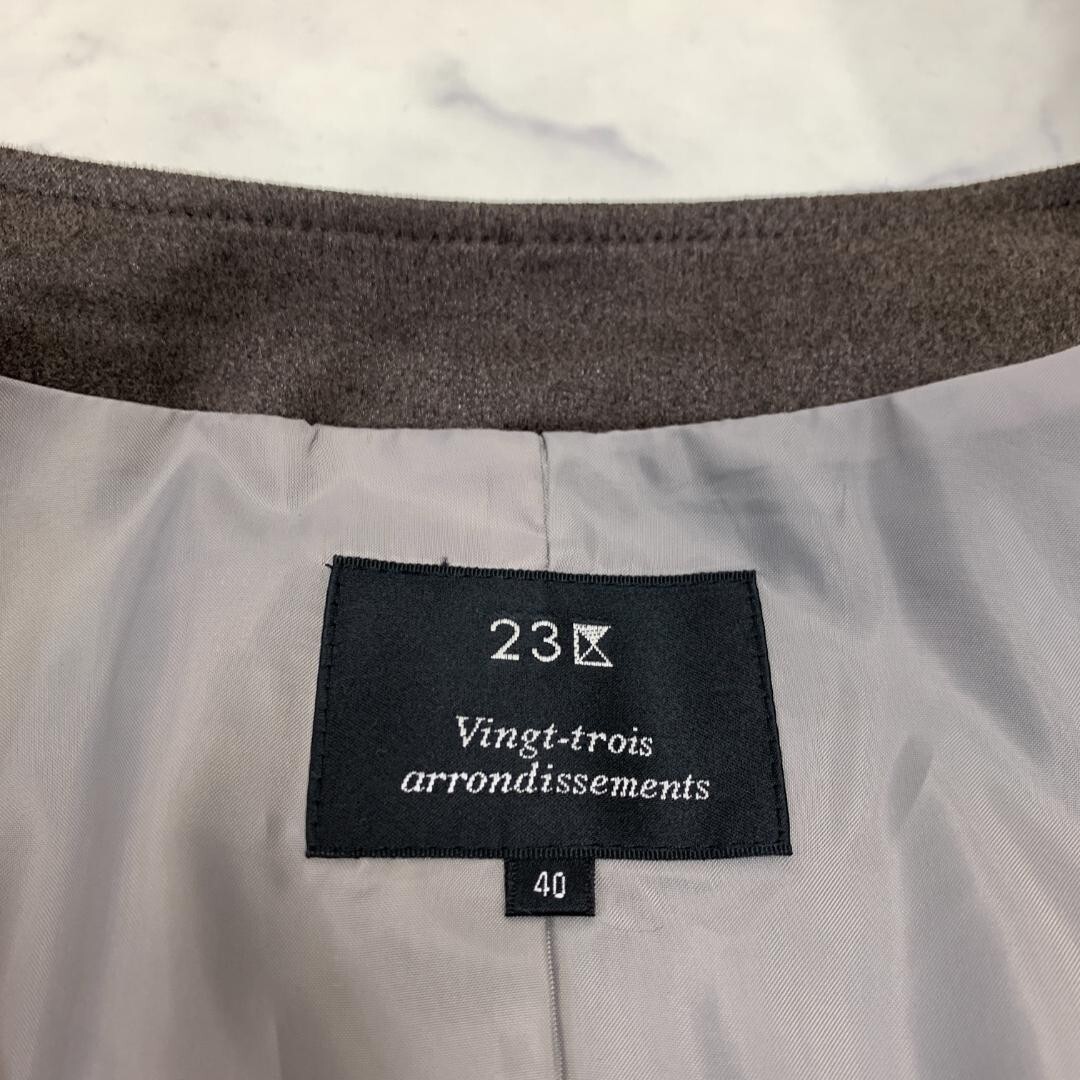 23区
Vingt-trois
arrondissements
40